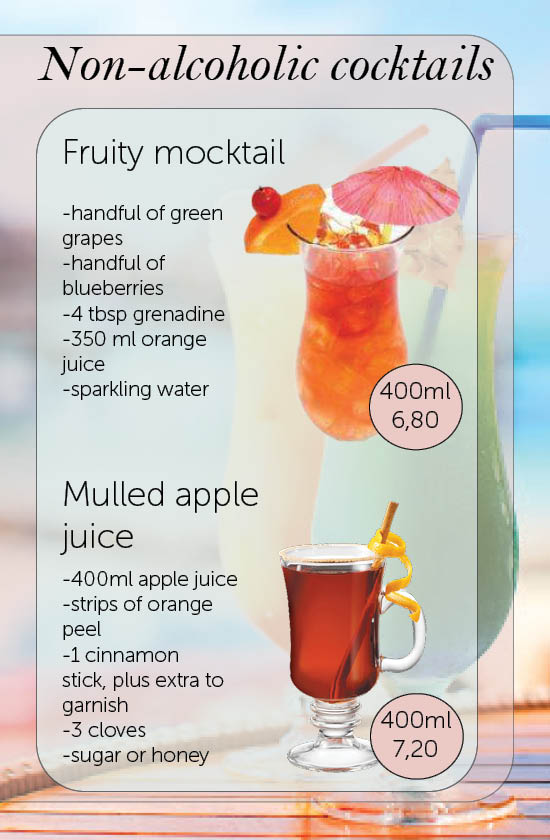 Non-alcoholic cocktails
Fruity mocktail
-handful of green
grapes
-handful of
blueberries
-4 tbsp grenadine
-350 ml orange
juice
-sparkling water
400ml
6,80
Mulled apple
juice
-400ml apple juice
-strips of orange
peel
-1 cinnamon
stick, plus extra to
garnish
-3 cloves
-sugar or honey
400ml
7,20